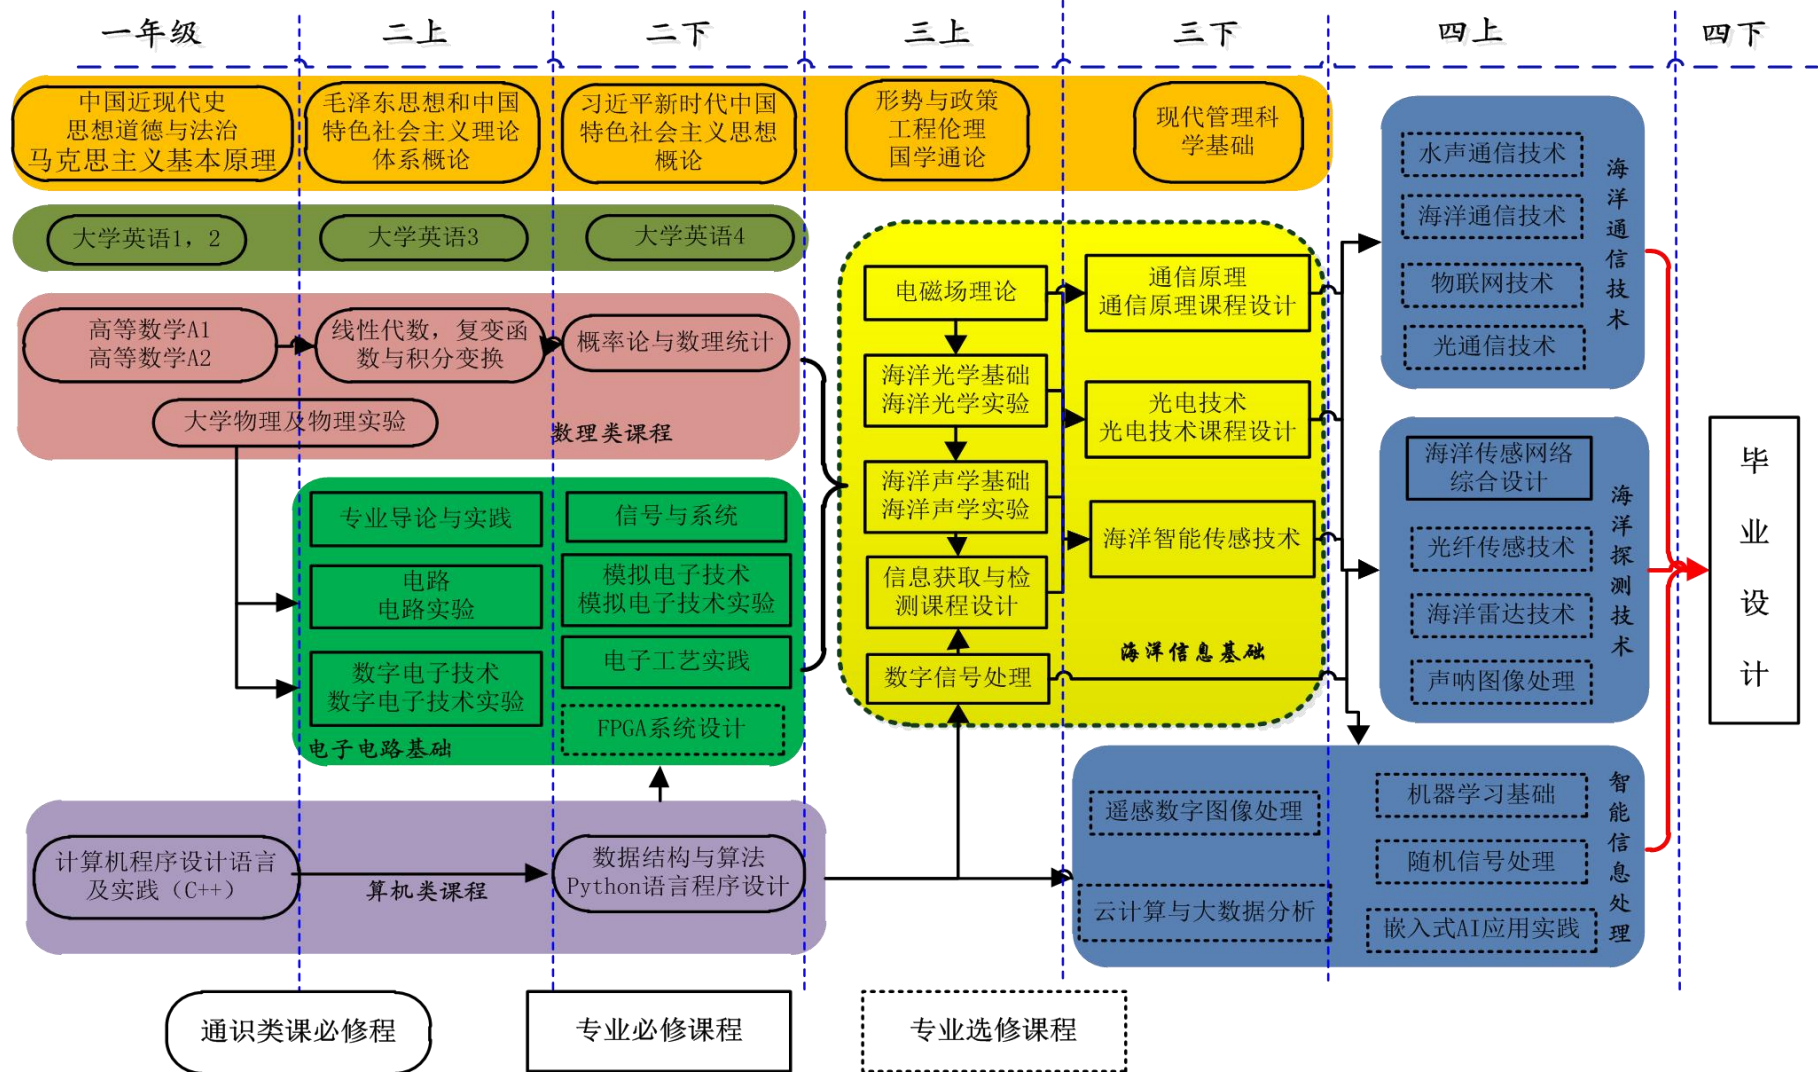 一年级
二上
二下
三上
三下
四上
四下
中国近现代史
思想道德与法治
马克思主义基本原理
毛泽东思想和中国
特色社会主义理论
体系概论
习近平新时代中国
特色社会主义思想
概论
形势与政策
工程伦理
国学通论
现代管理科
学基础
大学英语1, 2
大学英语3
大学英语4
高等数学A1
高等数学A2
线性代数, 复变函
数与积分变换
概率论与数理统计
大学物理及物理实验
数理类课程
专业导论与实践
电路
电路实验
数字电子技术
数字电子技术实验
信号与系统
模拟电子技术
模拟电子技术实验
电子工艺实践
FPGA系统设计
电子电路基础
计算机程序设计语言
及实践（C++）
算机类课程
数据结构与算法
Python语言程序设计
电磁场理论
海洋光学基础
海洋光学实验
海洋声学基础
海洋声学实验
信息获取与检
测课程设计
数字信号处理
通信原理
通信原理课程设计
光电技术
光电技术课程设计
海洋智能传感技术
海洋信息基础
水声通信技术
海洋通信技术
物联网技术
光通信技术
海洋通信技术
海洋传感网络
综合设计
光纤传感技术
海洋雷达技术
声呐图像处理
海洋探测技术
遥感数字图像处理
云计算与大数据分析
机器学习基础
随机信号处理
嵌入式AI应用实践
智能信息处理
毕业设计
通识类课必修程
专业必修课程
专业选修课程